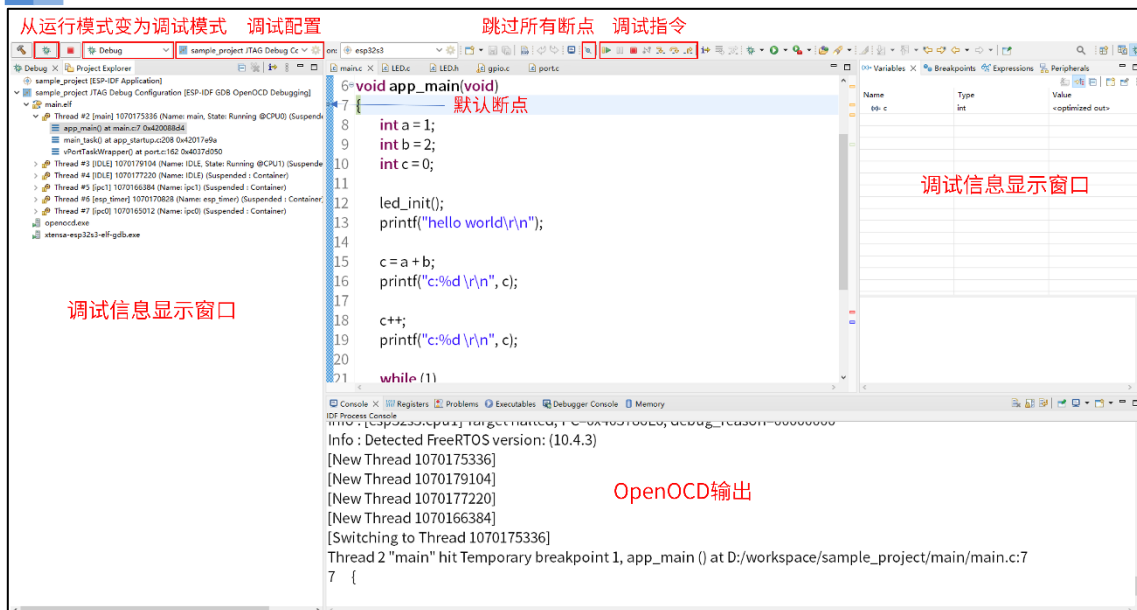 从运行模式变为调试模式 调试配置 跳过所有断点 调试指令
Debug sample_project JTAG Debug Cc on: esp32s3
Debug Project Explorer
sample_project [ESP-IDF Application]
sample_project JTAG Debug Configuration [ESP-IDF GDB OpenOCD Debugging]
main.elf
Thread #2 [main] 1070175336 (Name: main, State: Running @CPU0) (Suspende
app_main() at main.c:7 0x420088d4
main_task() at app_startup.c:208 0x42017e9a
vPortTaskWrapper() at port.c:162 0x4037d050
Thread #3 [IDLE] 1070179104 (Name: IDLE, State: Running @CPU1) (Suspende
Thread #4 [IDLE] 1070177220 (Name: IDLE) (Suspended : Container)
Thread #5 [ipc1] 1070166384 (Name: ipc1) (Suspended : Container)
Thread #6 [esp_timer] 1070170828 (Name: esp_timer) (Suspended : Container)
Thread #7 [ipc0] 1070165012 (Name: ipc0) (Suspended : Container)
openocd.exe
xtensa-esp32s3-elf-gdb.exe
调试信息显示窗口
main.c LED.c LED.h gpio.c port.c
6 void app_main(void)
7 { 默认断点
8 int a = 1;
9 int b = 2;
10 int c = 0;
11
12 led_init();
13 printf("hello world\r\n");
14
15 c = a + b;
16 printf("c:%d \r\n", c);
17
18 c++;
19 printf("c:%d \r\n", c);
20
21 while (1)
Variables Breakpoints Expressions Peripherals
Name Type Value
c int <optimized out>
调试信息显示窗口
Console Registers Problems Executables Debugger Console Memory
IDF Process Console
Info : [esp32s3.cpu1] Target halted, debug_reason=00000000
Info : Detected FreeRTOS version: (10.4.3)
[New Thread 1070175336]
[New Thread 1070179104]
[New Thread 1070177220]
[New Thread 1070166384]
[Switching to Thread 1070175336]
Thread 2 "main" hit Temporary breakpoint 1, app_main () at D:/workspace/sample_project/main/main.c:7
7 {
OpenOCD输出